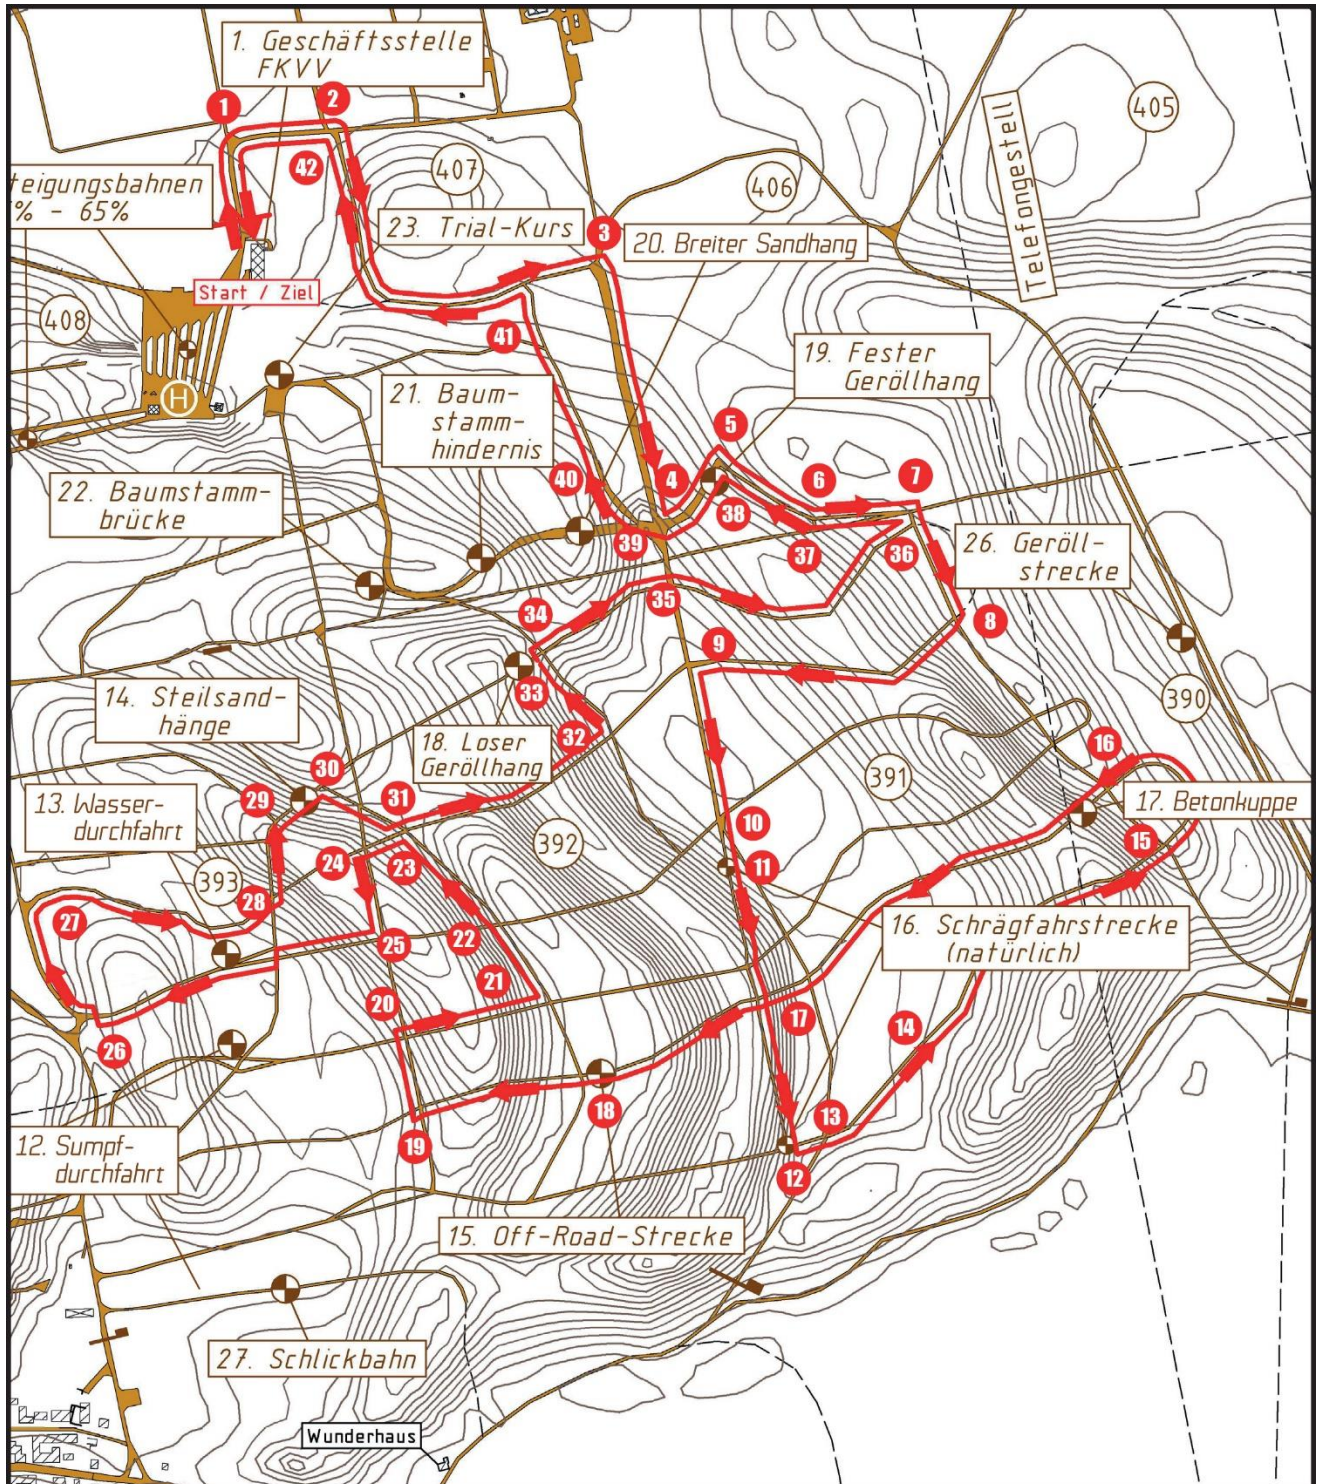 1. Geschäftsstelle
FKVV
1
2
42
405
407
406
Telefongestell
teigungsbahnen
% - 65%
23. Trial-Kurs
3
20. Breiter Sandhang
Start / Ziel
408
41
19. Fester
Geröllhang
H
21. Baum-
stamm-
hindernis
5
40
4
38
6
7
22. Baumstamm-
brücke
39
37
36
26. Geröll-
strecke
35
34
8
9
33
14. Steilsand-
hänge
32
390
18. Loser
Geröllhang
16
391
30
31
29
13. Wasser-
durchfahrt
17. Betonkuppe
10
15
392
24
23
11
393
28
27
16. Schrägfahrstrecke
(natürlich)
25
22
21
20
17
14
26
18
13
19
12. Sumpf-
durchfahrt
12
15. Off-Road-Strecke
27. Schlickbahn
Wunderhaus